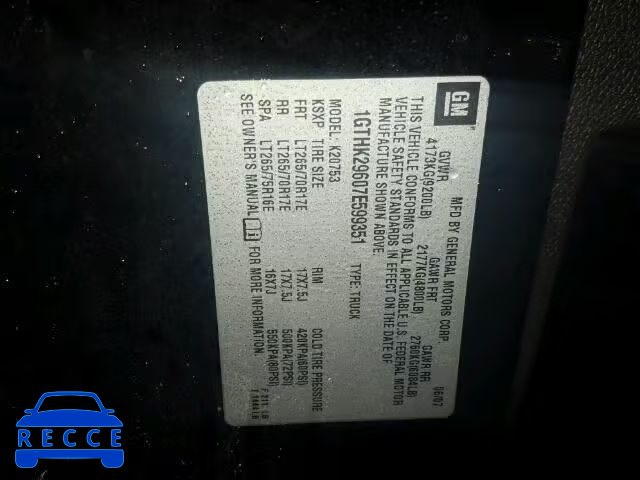 GM
MFD BY GENERAL MOTORS CORP. 06/07
GVWR GAWR FRT GAWR RR
4173KG(9200LB) 2177KG(4800LB) 2760KG(6084LB)
THIS VEHICLE CONFORMS TO ALL APPLICABLE U.S. FEDERAL MOTOR
VEHICLE SAFETY STANDARDS IN EFFECT ON THE DATE OF
MANUFACTURE SHOWN ABOVE.
1GTHK29607E599351 TYPE: TRUCK
MODEL: K20753
KSXP TIRE SIZE RIM COLD TIRE PRESSURE
FRT LT265/70R17E 17X7.5J 420KPA(60PSI)
RR LT265/70R17E 17X7.5J 500KPA(72PSI)
SPA LT265/75R16E 16X7J 550KPA(80PSI)
SEE OWNER'S MANUAL FOR MORE INFORMATION.
RECCE